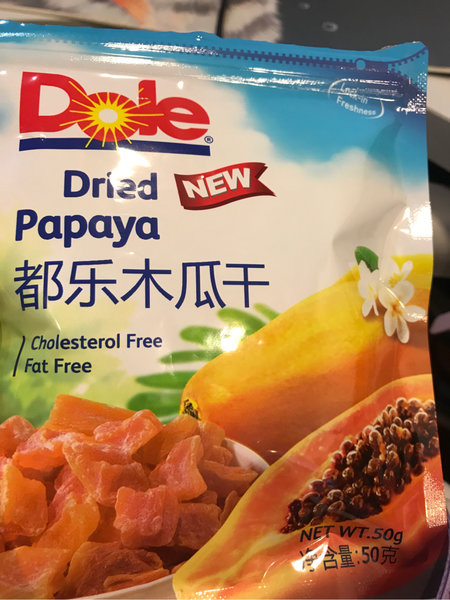 Dole
®
Lock-in
Freshness
Dried
Papaya
NEW
都乐木瓜干
Cholesterol Free
Fat Free
NET WT.50g
净含量:50克